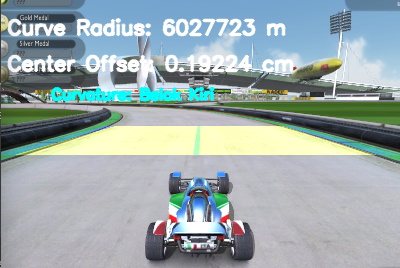 Gold Medal
Curve Radius: 6027723 m
Silver Medal
Center Offset: 0.19224 cm
Curvature: Belok Kiri